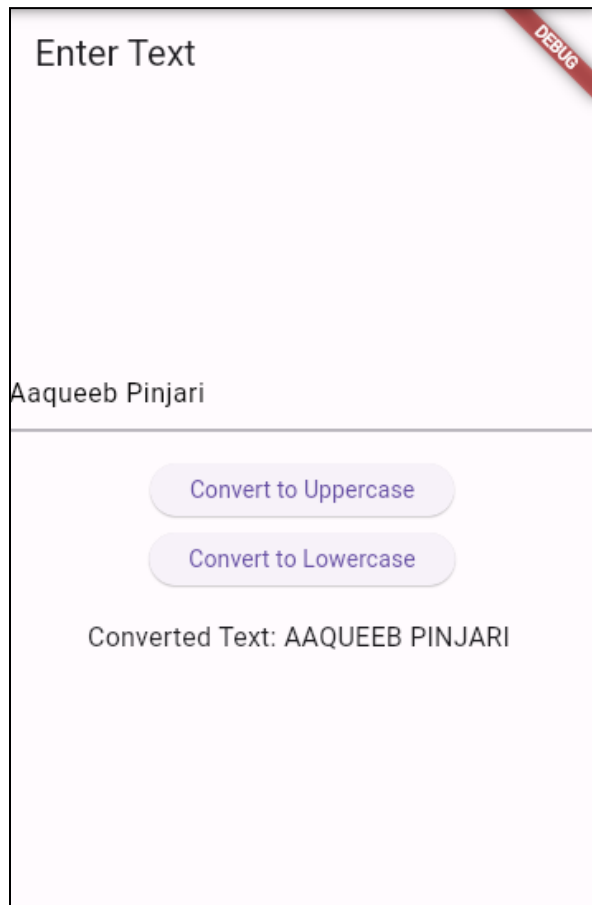 Enter Text
DEBUG
Aaqueeb Pinjari
Convert to Uppercase
Convert to Lowercase
Converted Text: AAQUEEB PINJARI